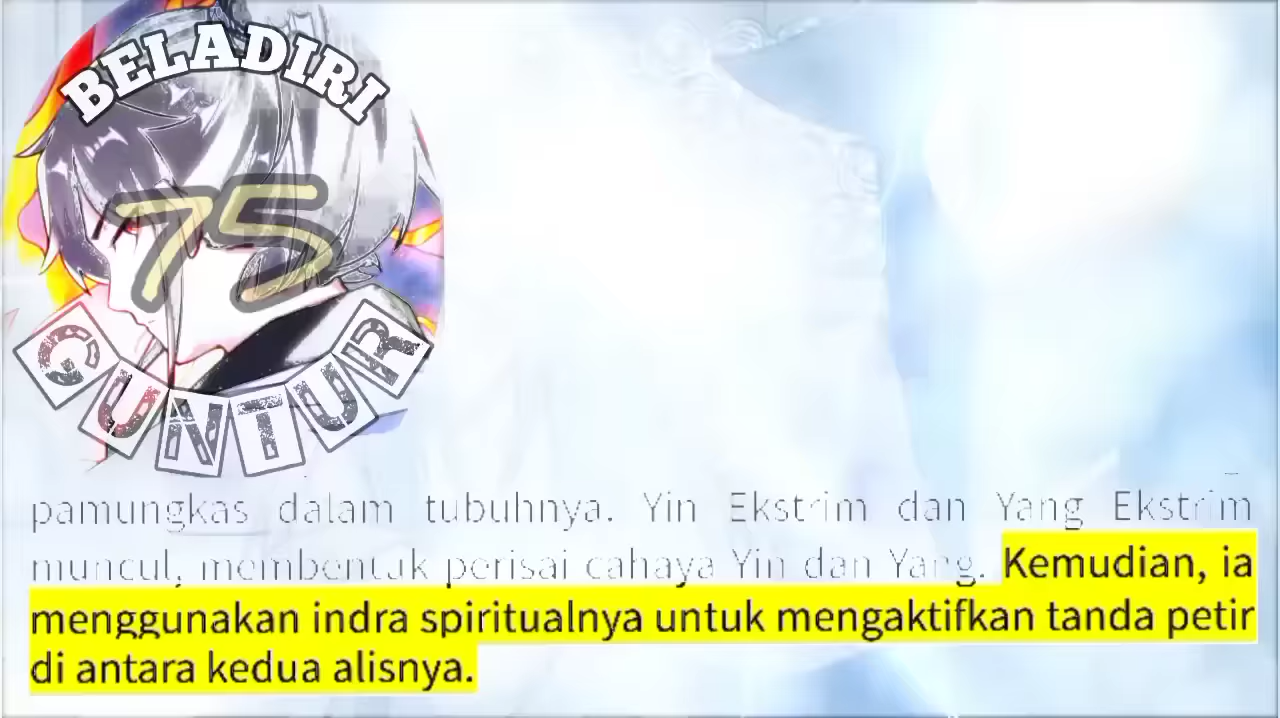 BELADIRI
75
GUNTUR
pamungkas dalam tubuhnya. Yin Ekstrim dan Yang Ekstrim
muncul, membentuk perisai cahaya Yin dan Yang. Kemudian, ia
menggunakan indra spiritualnya untuk mengaktifkan tanda petir
di antara kedua alisnya.